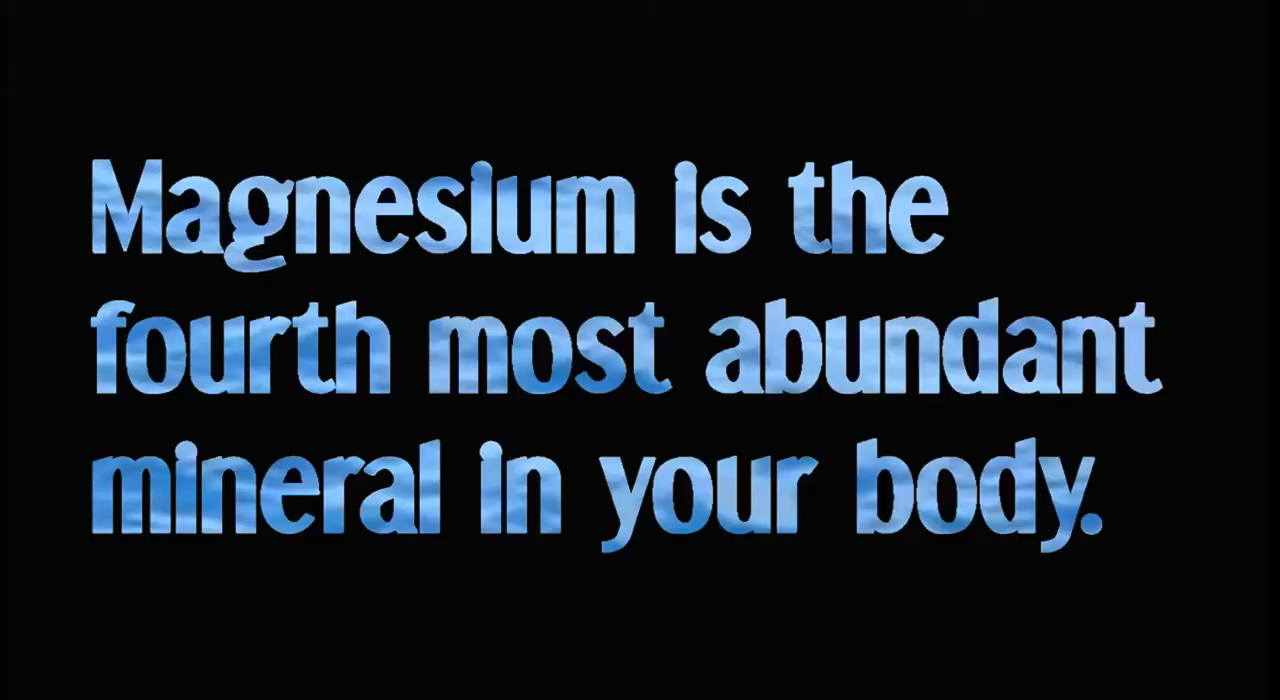 Magnesium is the
fourth most abundant
mineral in your body.